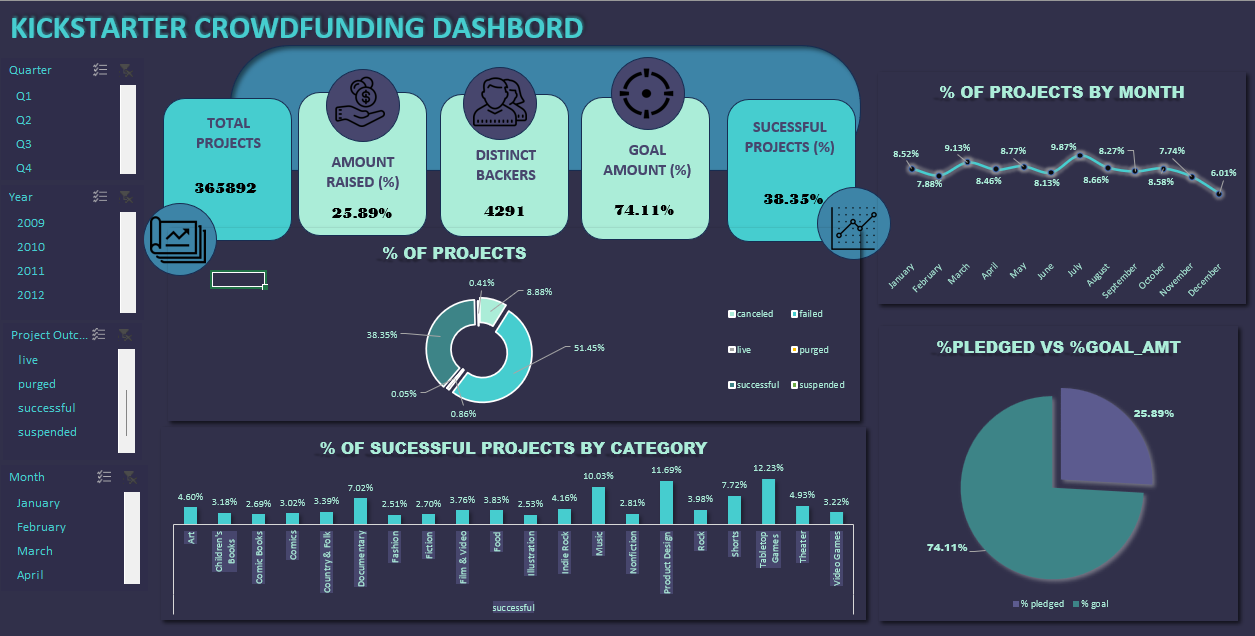 KICKSTARTER CROWDFUNDING DASHBORD
Quarter
Q1
Q2
Q3
Q4
Year
2009
2010
2011
2012
Project Outc...
live
purged
successful
suspended
Month
January
February
March
April
TOTAL
PROJECTS
365892
AMOUNT
RAISED (%)
25.89%
DISTINCT
BACKERS
4291
GOAL
AMOUNT (%)
74.11%
SUCESSFUL
PROJECTS (%)
38.35%
% OF PROJECTS
0.41%
8.88%
38.35%
51.45%
0.05%
0.86%
canceled
failed
live
purged
successful
suspended
% OF SUCESSFUL PROJECTS BY CATEGORY
4.60%
3.18%
2.69%
3.02%
3.39%
7.02%
2.51%
2.70%
3.76%
3.83%
2.53%
4.16%
10.03%
2.81%
11.69%
3.98%
7.72%
12.23%
4.93%
3.22%
Art
Children's
Books
Comic Books
Comics
Country & Folk
Documentary
Fashion
Fiction
Film & Video
Food
Illustration
Indie Rock
Music
Nonfiction
Product Design
Rock
Shorts
Tabletop
Games
Theater
Video Games
successful
% OF PROJECTS BY MONTH
8.52%
7.88%
9.13%
8.46%
8.77%
8.13%
9.87%
8.66%
8.27%
8.58%
7.74%
6.01%
January
February
March
April
May
June
July
August
September
October
November
December
%PLEDGED VS %GOAL_AMT
25.89%
74.11%
% pledged
% goal